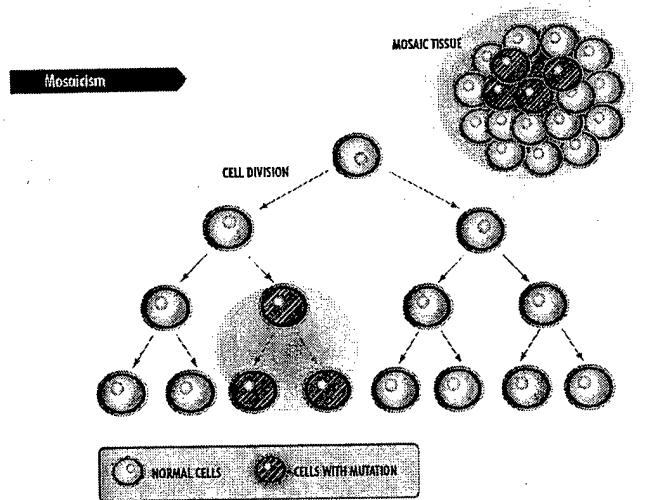 Mosaicism
MOSAIC TISSUE
CELL DIVISION
NORMAL CELLS
CELLS WITH MUTATION